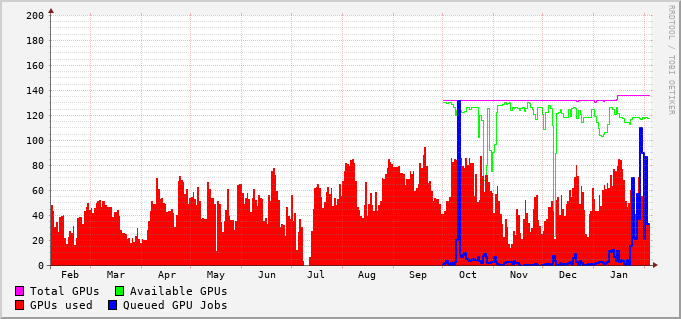 200
180
160
140
120
100
80
60
40
20
0
Feb Mar Apr May Jun Jul Aug Sep Oct Nov Dec Jan
Total GPUs Available GPUs
GPUs used Queued GPU Jobs
RRDTOOL / TOBI OETIKER